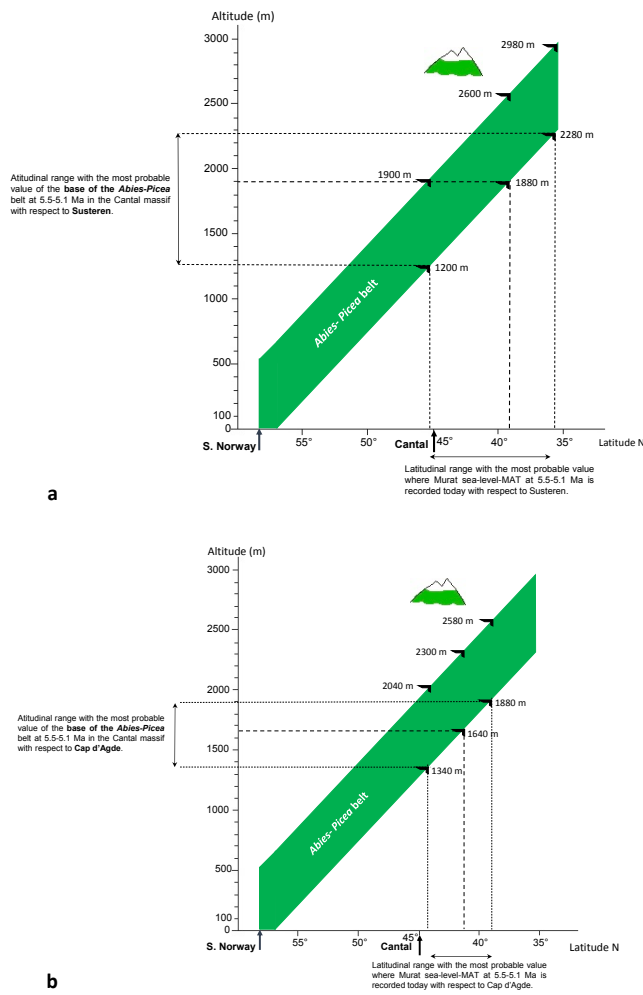 Altitude (m)
3000
2980 m
2600 m
2500
2280 m
Atitudinal range with the most probable
value of the base of the Abies-Picea
belt at 5.5-5.1 Ma in the Cantal massif
with respect to Susteren.
2000
1900 m
1880 m
1500
1200 m
1000
Abies- Picea belt
500
100
0
S. Norway
55°
50°
Cantal
45°
40°
35°
Latitude N
Latitudinal range with the most probable value
where Murat sea-level-MAT at 5.5-5.1 Ma is
recorded today with respect to Susteren.
a
Altitude (m)
3000
2580 m
2500
2300 m
2040 m
2000
1880 m
Atitudinal range with the most probable
value of the base of the Abies-Picea
belt at 5.5-5.1 Ma in the Cantal massif
with respect to Cap d'Agde.
1640 m
1500
1340 m
1000
Abies- Picea belt
500
100
0
S. Norway
55°
50°
45°
Cantal
40°
35°
Latitude N
Latitudinal range with the most probable value
where Murat sea-level-MAT at 5.5-5.1 Ma is
recorded today with respect to Cap d'Agde.
b